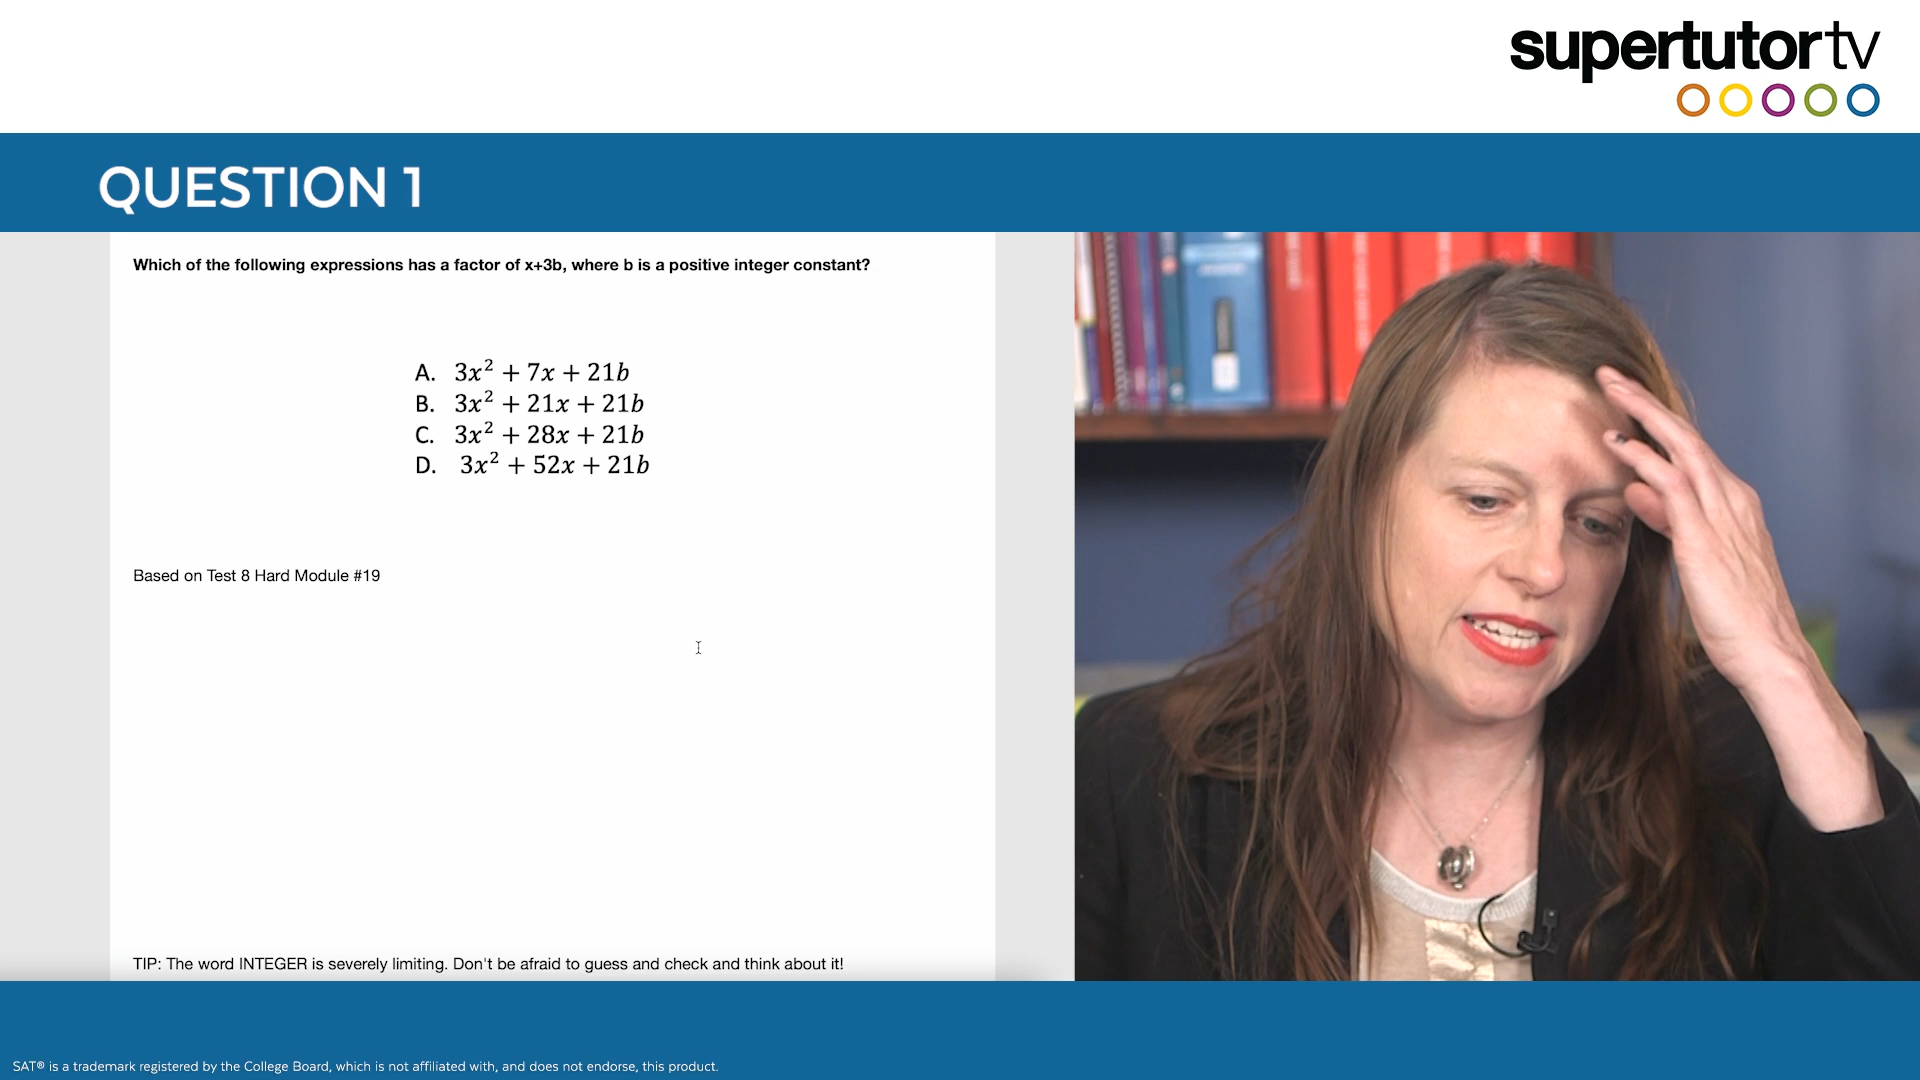 supertutortv
QUESTION 1
Which of the following expressions has a factor of x+3b, where b is a positive integer constant?
A. 3x² + 7x + 21b
B. 3x² + 21x + 21b
C. 3x² + 28x + 21b
D. 3x² + 52x + 21b
Based on Test 8 Hard Module #19
TIP: The word INTEGER is severely limiting. Don't be afraid to guess and check and think about it!
SAT® is a trademark registered by the College Board, which is not affiliated with, and does not endorse, this product.